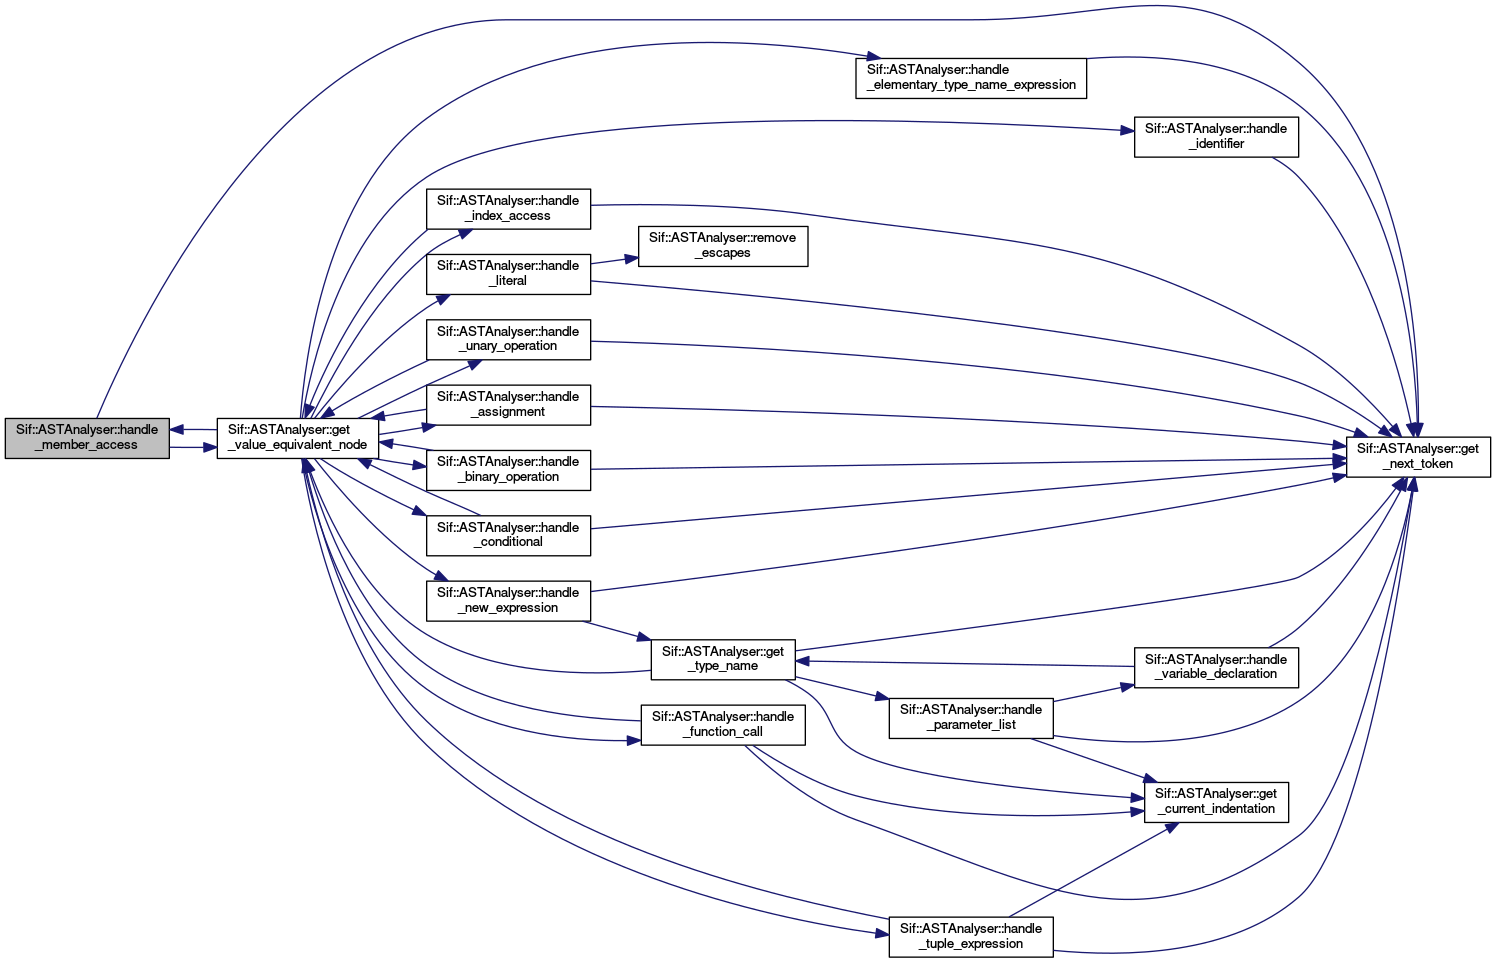 Sif::ASTAnalyser::handle
_elementary_type_name_expression
Sif::ASTAnalyser::handle
_identifier
Sif::ASTAnalyser::handle
_index_access
Sif::ASTAnalyser::remove
_escapes
Sif::ASTAnalyser::handle
_literal
Sif::ASTAnalyser::handle
_unary_operation
Sif::ASTAnalyser::handle
_assignment
Sif::ASTAnalyser::handle
_member_access
Sif::ASTAnalyser::get
_value_equivalent_node
Sif::ASTAnalyser::get
_next_token
Sif::ASTAnalyser::handle
_binary_operation
Sif::ASTAnalyser::handle
_conditional
Sif::ASTAnalyser::handle
_new_expression
Sif::ASTAnalyser::get
_type_name
Sif::ASTAnalyser::handle
_variable_declaration
Sif::ASTAnalyser::handle
_parameter_list
Sif::ASTAnalyser::handle
_function_call
Sif::ASTAnalyser::get
_current_indentation
Sif::ASTAnalyser::handle
_tuple_expression